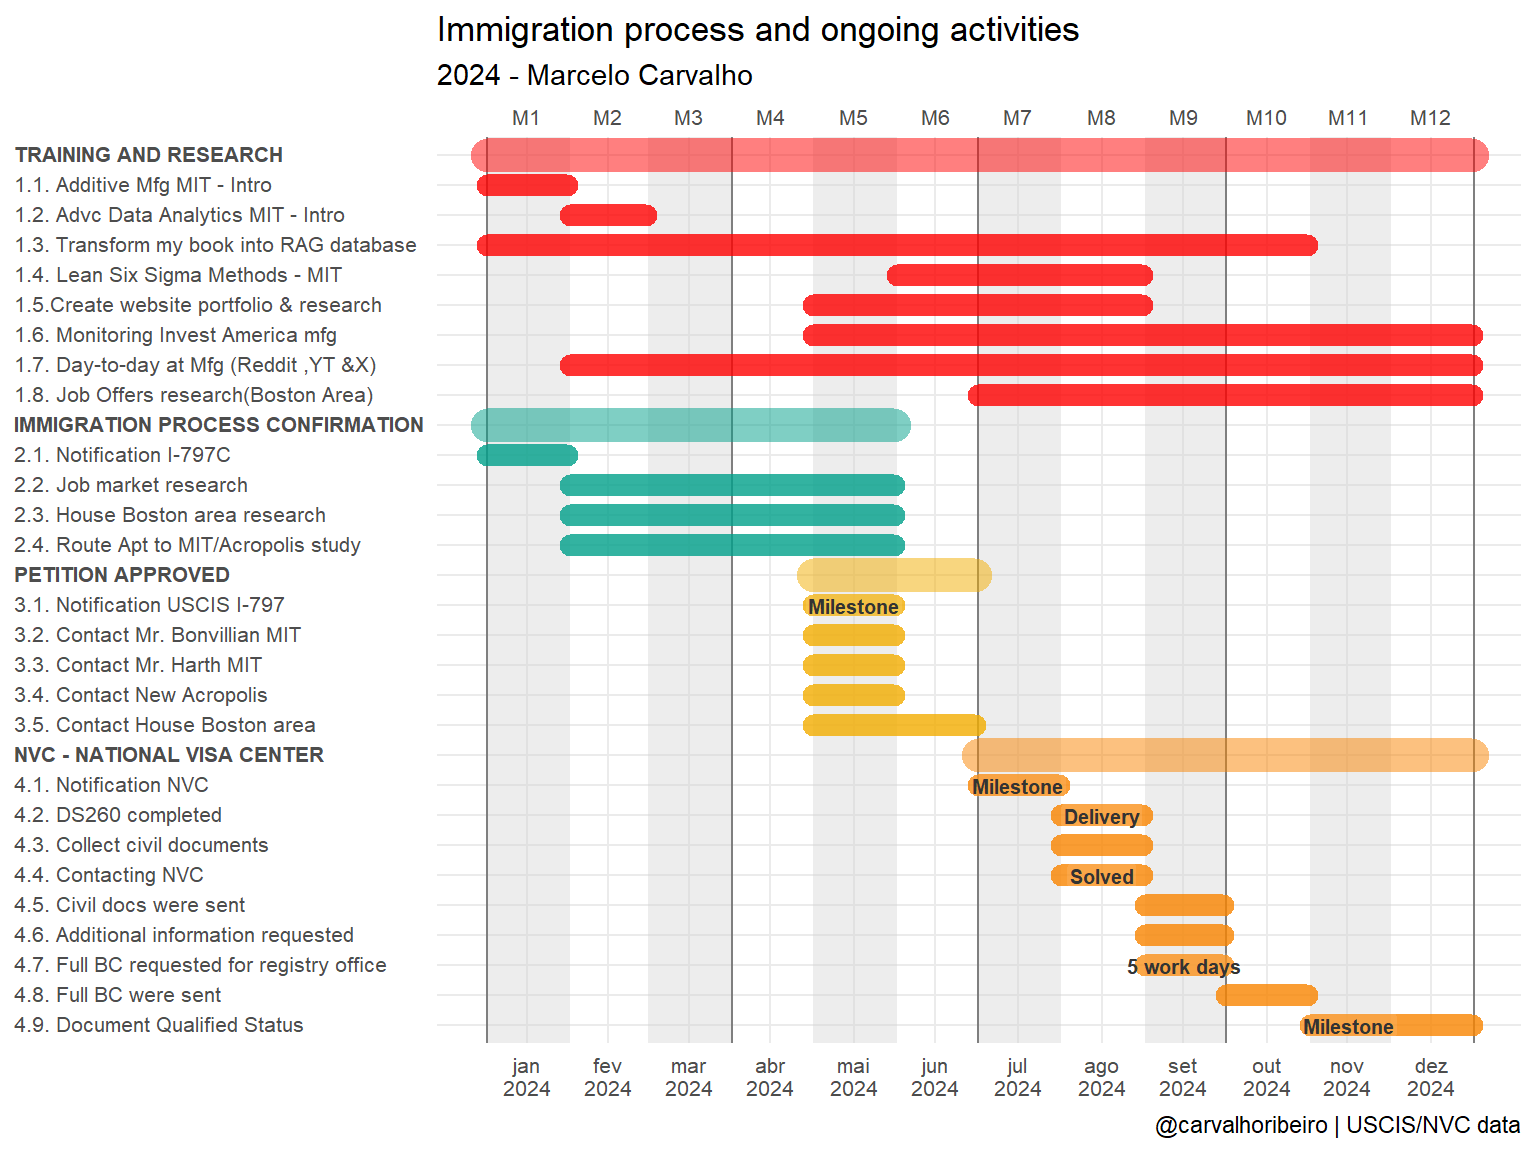 Immigration process and ongoing activities
2024 - Marcelo Carvalho
M1 M2 M3 M4 M5 M6 M7 M8 M9 M10 M11 M12
TRAINING AND RESEARCH
1.1. Additive Mfg MIT - Intro
1.2. Advc Data Analytics MIT - Intro
1.3. Transform my book into RAG database
1.4. Lean Six Sigma Methods - MIT
1.5.Create website portfolio & research
1.6. Monitoring Invest America mfg
1.7. Day-to-day at Mfg (Reddit ,YT &X)
1.8. Job Offers research(Boston Area)
IMMIGRATION PROCESS CONFIRMATION
2.1. Notification I-797C
2.2. Job market research
2.3. House Boston area research
2.4. Route Apt to MIT/Acropolis study
PETITION APPROVED
3.1. Notification USCIS I-797 Milestone
3.2. Contact Mr. Bonvillian MIT
3.3. Contact Mr. Harth MIT
3.4. Contact New Acropolis
3.5. Contact House Boston area
NVC - NATIONAL VISA CENTER
4.1. Notification NVC Milestone
4.2. DS260 completed Delivery
4.3. Collect civil documents
4.4. Contacting NVC Solved
4.5. Civil docs were sent
4.6. Additional information requested
4.7. Full BC requested for registry office 5 work days
4.8. Full BC were sent
4.9. Document Qualified Status Milestone
jan fev mar abr mai jun jul ago set out nov dez
2024 2024 2024 2024 2024 2024 2024 2024 2024 2024 2024 2024
@carvalhoribeiro | USCIS/NVC data